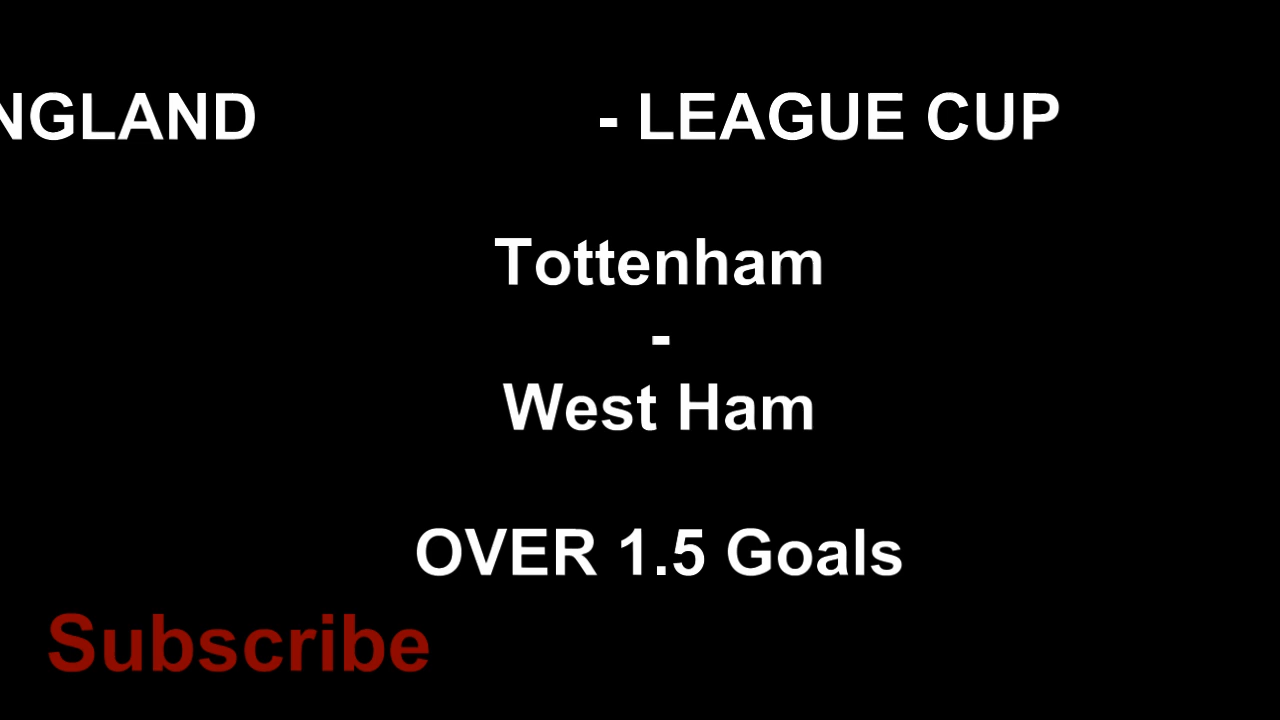 NGLAND - LEAGUE CUP
Tottenham
-
West Ham
OVER 1.5 Goals
Subscribe